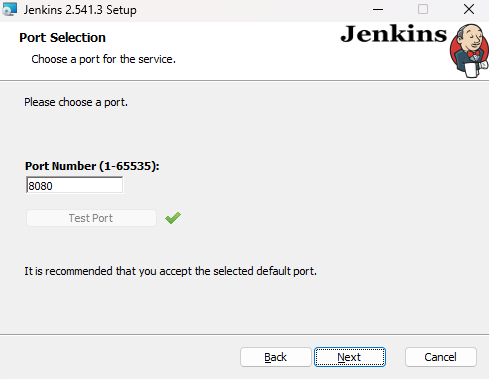 Jenkins 2.541.3 Setup
Port Selection
Choose a port for the service.
Jenkins
Please choose a port.
Port Number (1-65535):
8080
Test Port
It is recommended that you accept the selected default port.
Back
Next
Cancel